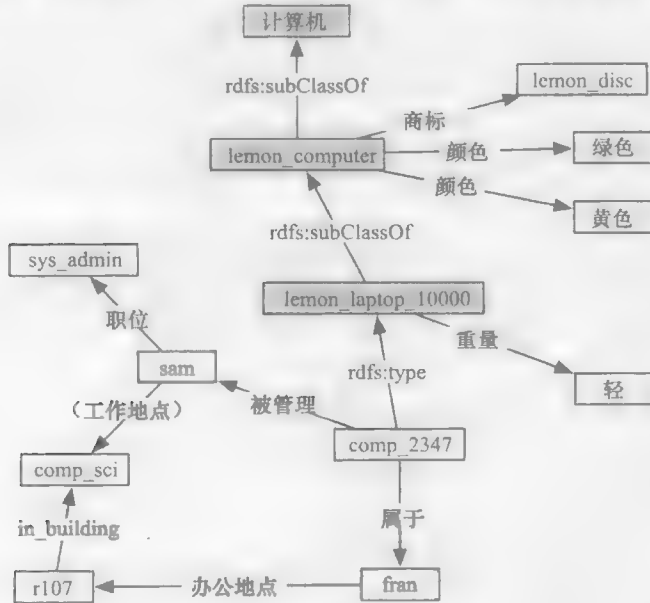 计算机
rdfs:subClassOf
lemon_disc
商标
lemon_computer
颜色
绿色
颜色
黄色
rdfs:subClassOf
sys_admin
lemon_laptop_10000
职位
重量
sam
rdfs:type
轻
（工作地点）
被管理
comp_2347
comp_sci
属于
in_building
r107
办公地点
fran